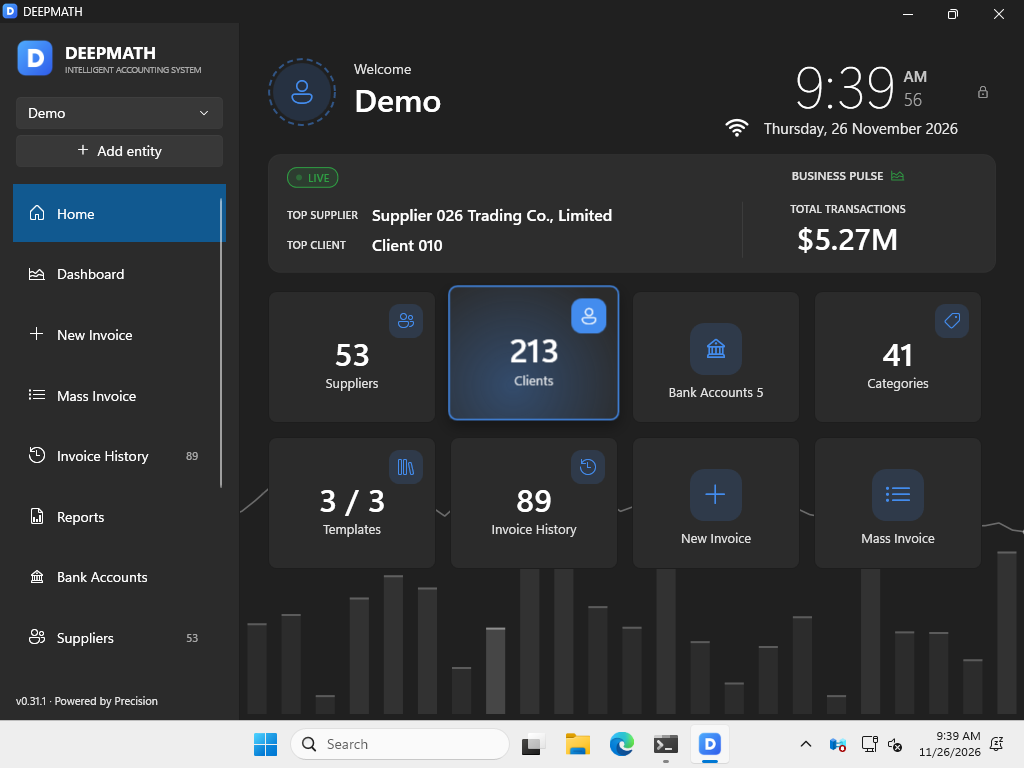 DEEPMATH
DEEPMATH
INTELLIGENT ACCOUNTING SYSTEM
Demo
Add entity
Home
Dashboard
New Invoice
Mass Invoice
Invoice History 89
Reports
Bank Accounts
Suppliers 53
v0.31.1 · Powered by Precision
Welcome
Demo
9:39 AM
56
Thursday, 26 November 2026
LIVE
TOP SUPPLIER Supplier 026 Trading Co., Limited
TOP CLIENT Client 010
BUSINESS PULSE
TOTAL TRANSACTIONS
$5.27M
53
Suppliers
213
Clients
Bank Accounts 5
41
Categories
3 / 3
Templates
89
Invoice History
New Invoice
Mass Invoice
Search
9:39 AM
11/26/2026